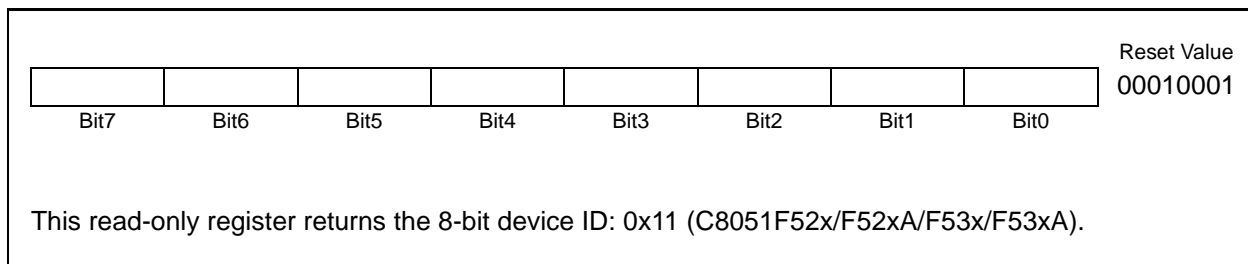 Reset Value
00010001
Bit7 Bit6 Bit5 Bit4 Bit3 Bit2 Bit1 Bit0
This read-only register returns the 8-bit device ID: 0x11 (C8051F52x/F52xA/F53x/F53xA).